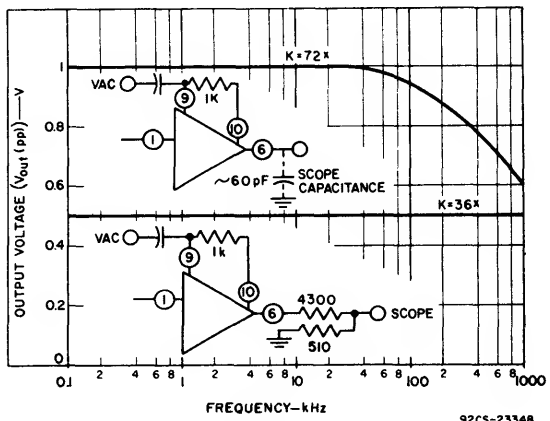 OUTPUT VOLTAGE (Vout (pp))—V
1
0.8
0.6
0.4
0.2
0
K=72x
VAC
1K
9
10
1
6
~60pF
SCOPE
CAPACITANCE
K=36x
VAC
1k
9
10
1
6
4300
SCOPE
510
0.1 2 4 6 8 1 2 4 6 8 10 2 4 6 8 100 2 4 6 8 1000
FREQUENCY—kHz
92CS-23348